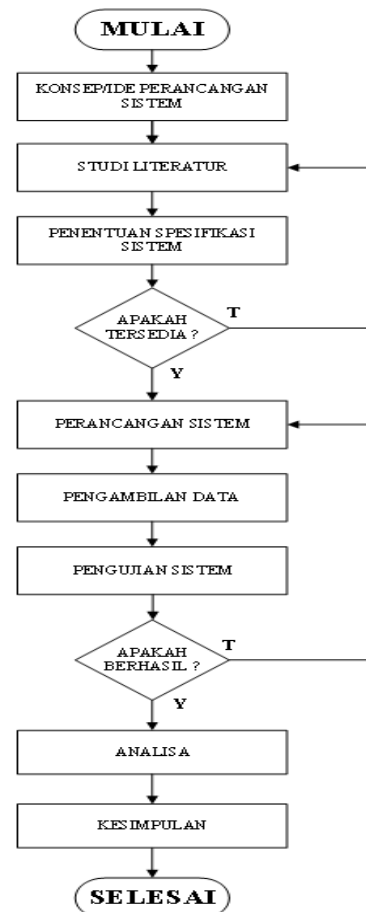 MULAI
KONSEP/IDE PERANCANGAN
SISTEM
STUDI LITERATUR
PENENTUAN SPESIFIKASI
SISTEM
APAKAH
TERSEDIA ?
T
Y
PERANCANGAN SISTEM
PENGAMBILAN DATA
PENGUJIAN SISTEM
APAKAH
BERHASIL ?
T
Y
ANALISA
KESIMPULAN
SELESAI